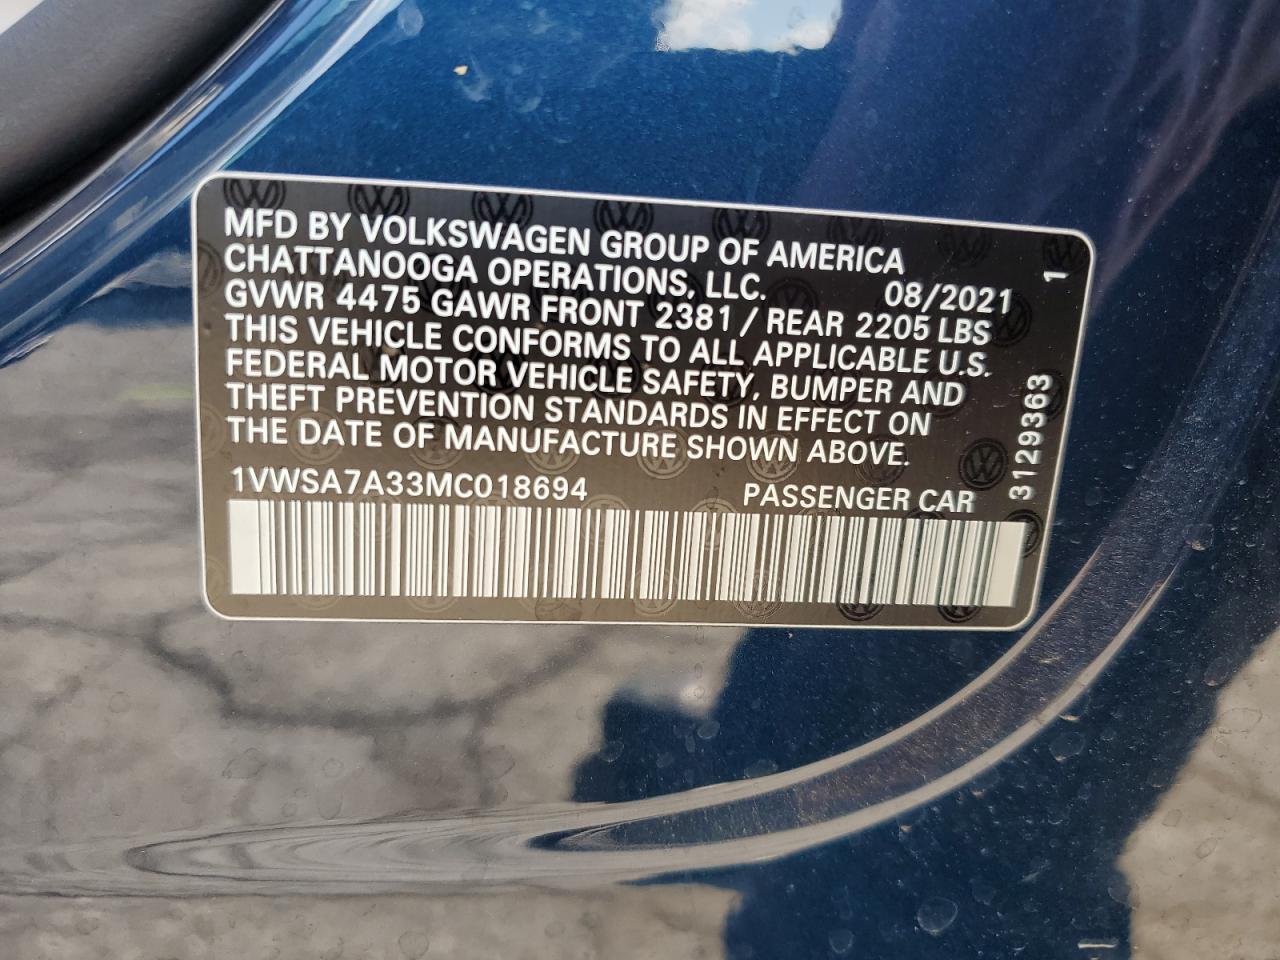 MFD BY VOLKSWAGEN GROUP OF AMERICA
CHATTANOOGA OPERATIONS, LLC. 08/2021 1
GVWR 4475 GAWR FRONT 2381 / REAR 2205 LBS
THIS VEHICLE CONFORMS TO ALL APPLICABLE U.S.
FEDERAL MOTOR VEHICLE SAFETY, BUMPER AND
THEFT PREVENTION STANDARDS IN EFFECT ON
THE DATE OF MANUFACTURE SHOWN ABOVE.
1VWSA7A33MC018694 PASSENGER CAR
3129363